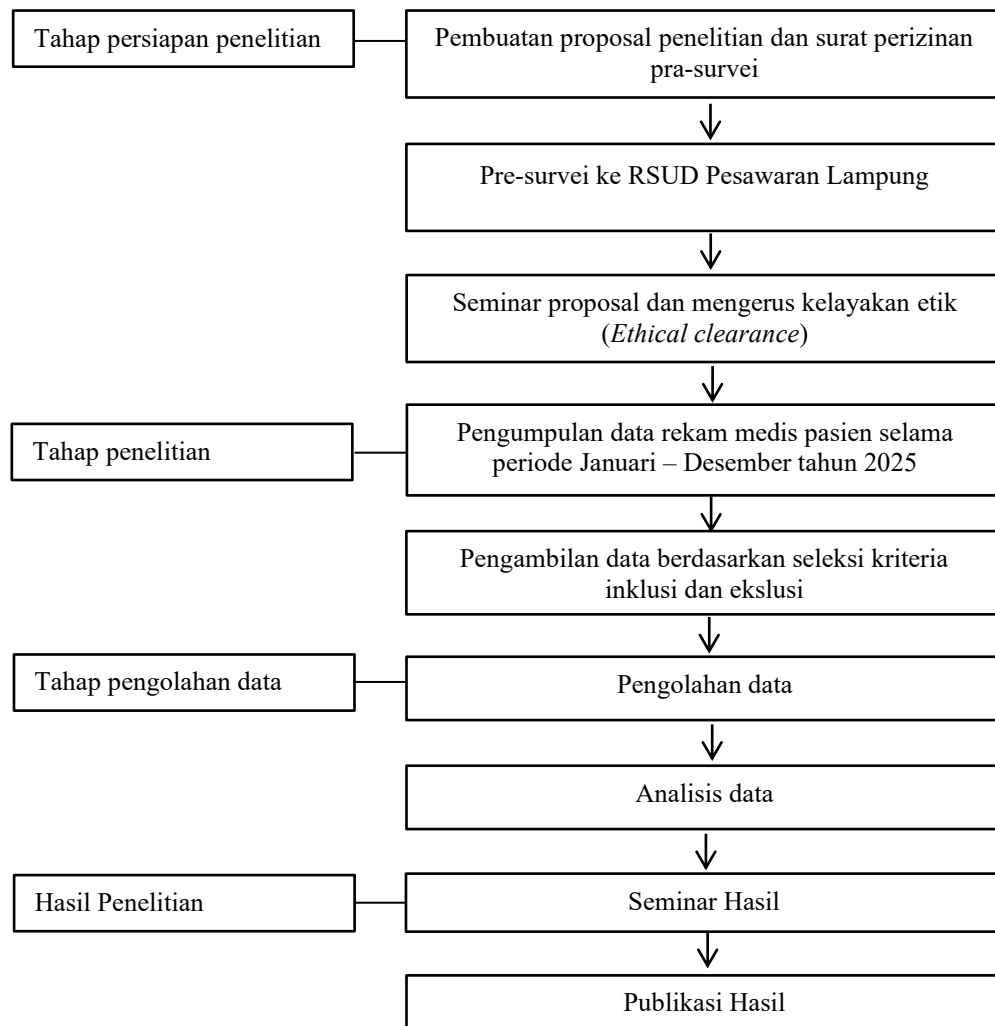 Tahap persiapan penelitian
Pembuatan proposal penelitian dan surat perizinan
pra-survei
Pre-survei ke RSUD Pesawaran Lampung
Seminar proposal dan mengerus kelayakan etik
(Ethical clearance)
Tahap penelitian
Pengumpulan data rekam medis pasien selama
periode Januari – Desember tahun 2025
Pengambilan data berdasarkan seleksi kriteria
inklusi dan ekslusi
Tahap pengolahan data
Pengolahan data
Analisis data
Hasil Penelitian
Seminar Hasil
Publikasi Hasil